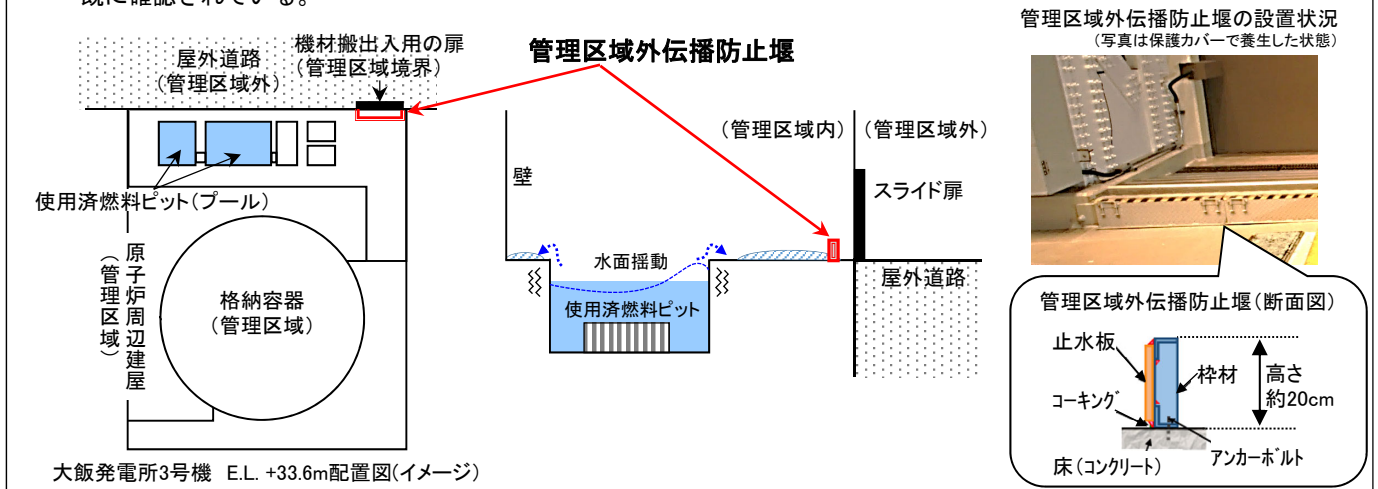 既に確認されている。
管理区域外伝播防止堰の設置状況
(写真は保護カバーで養生した状態)
屋外道路
(管理区域外)
機材搬出入用の扉
(管理区域境界)
管理区域外伝播防止堰
使用済燃料ピット(プール)
原子炉周辺建屋
(管理区域)
格納容器
(管理区域)
大飯発電所3号機 E.L. +33.6m配置図(イメージ)
(管理区域内)
(管理区域外)
壁
スライド扉
水面揺動
使用済燃料ピット
屋外道路
管理区域外伝播防止堰(断面図)
止水板
コーキング
枠材
高さ
約20cm
アンカーボルト
床(コンクリート)